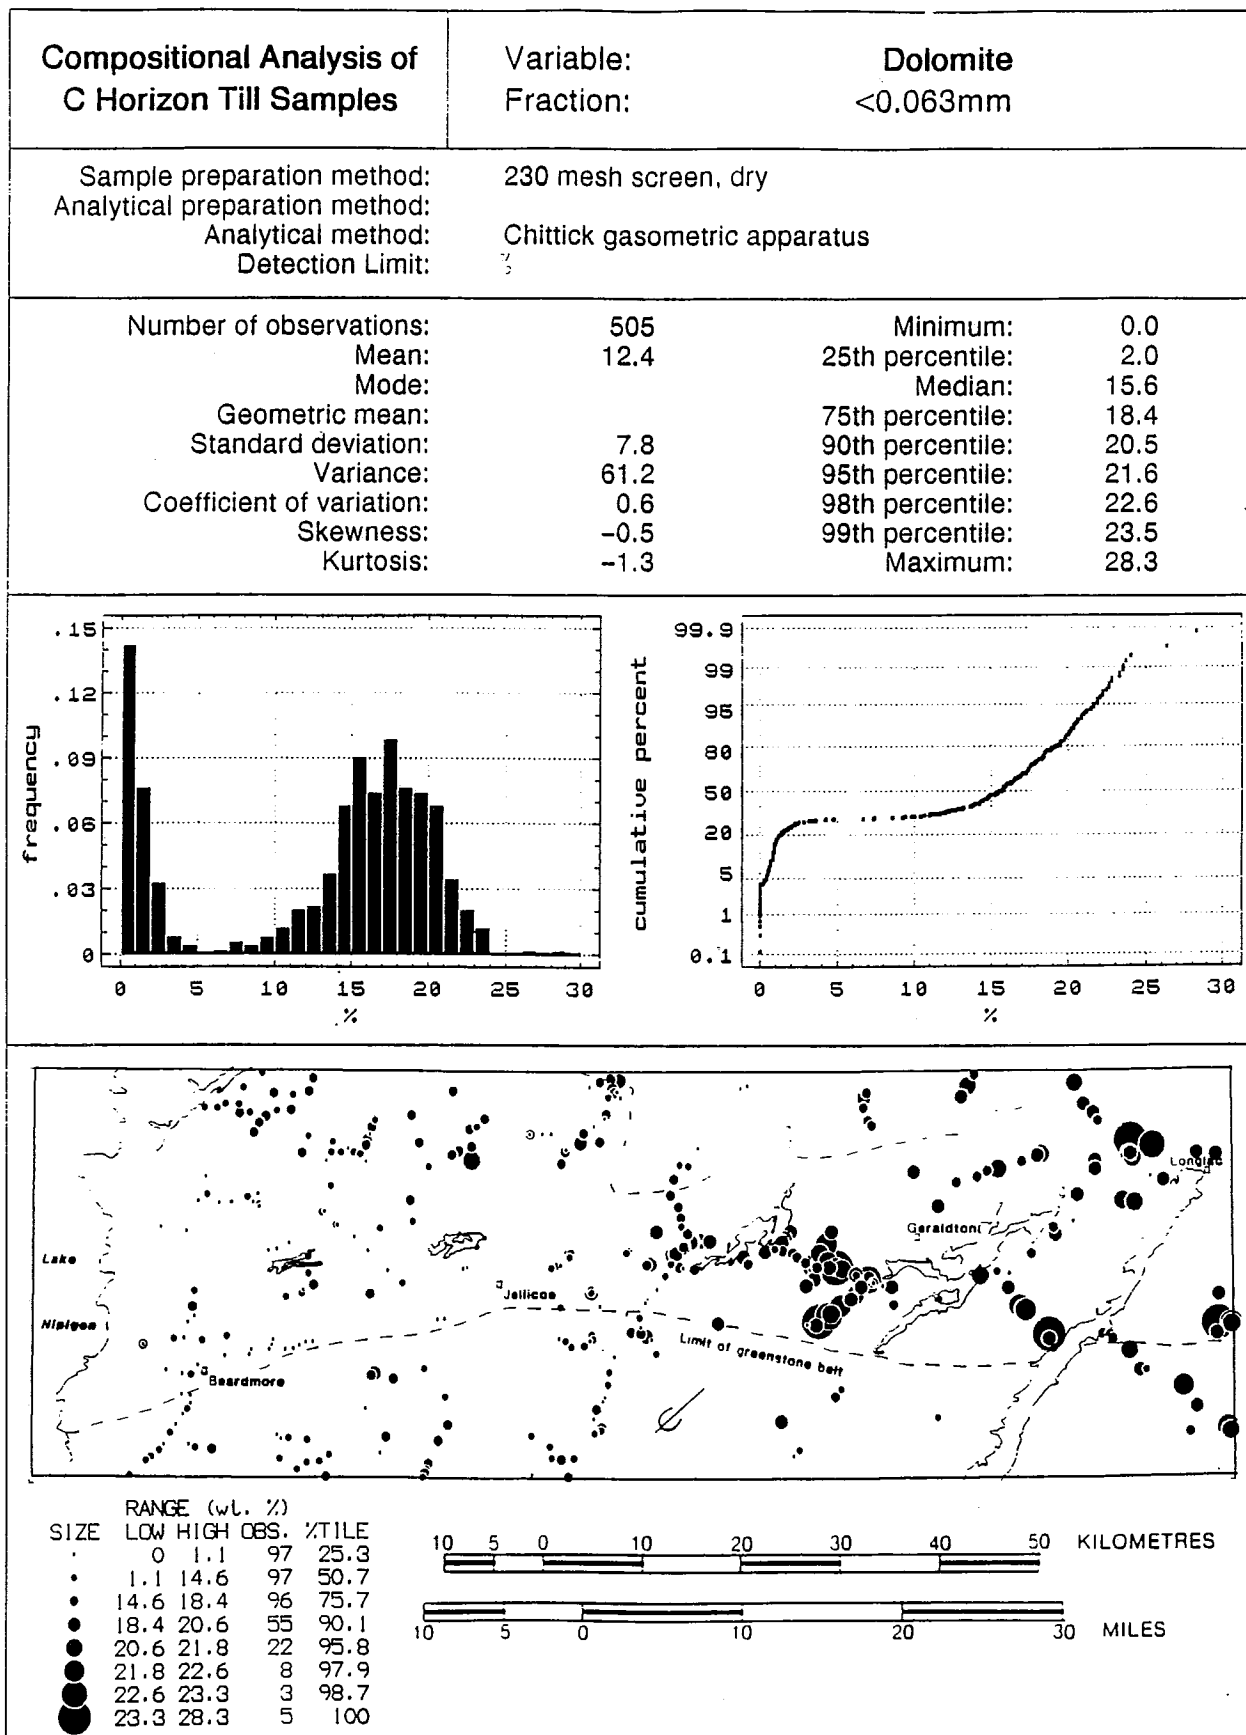 Compositional Analysis of
C Horizon Till Samples
Variable: Dolomite
Fraction: <0.063mm
Sample preparation method: 230 mesh screen, dry
Analytical preparation method:
Analytical method: Chittick gasometric apparatus
Detection Limit:
Number of observations: 505 Minimum: 0.0
Mean: 12.4 25th percentile: 2.0
Mode: Median: 15.6
Geometric mean: 75th percentile: 18.4
Standard deviation: 7.8 90th percentile: 20.5
Variance: 61.2 95th percentile: 21.6
Coefficient of variation: 0.6 98th percentile: 22.6
Skewness: -0.5 99th percentile: 23.5
Kurtosis: -1.3 Maximum: 28.3
frequency
.15
.12
.09
.06
.03
0
0 5 10 15 20 25 30
%
cumulative percent
99.9
99
95
80
50
20
5
1
0.1
0 5 10 15 20 25 30
%
Longlac
Geraldton
Lake
Nipigon
Jellicoe
Limit of greenstone belt
Beardmore
RANGE (wt. %)
SIZE LOW HIGH OBS. %TILE
0 1.1 97 25.3
1.1 14.6 97 50.7
14.6 18.4 96 75.7
18.4 20.6 55 90.1
20.6 21.8 22 95.8
21.8 22.6 8 97.9
22.6 23.3 3 98.7
23.3 28.3 5 100
10 5 0 10 20 30 40 50 KILOMETRES
10 5 0 10 20 30 MILES